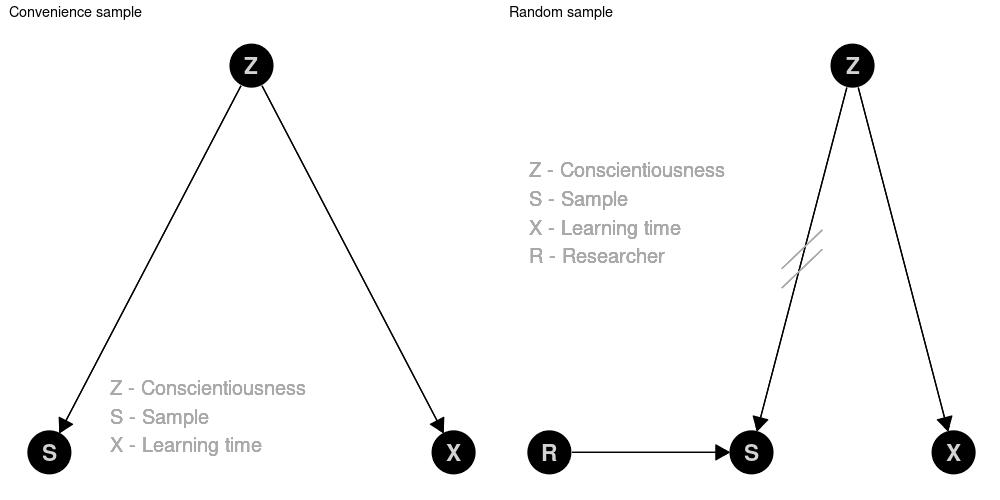 Convenience sample
Z
Z - Conscientiousness
S - Sample
X - Learning time
S
X
Random sample
Z
Z - Conscientiousness
S - Sample
X - Learning time
R - Researcher
R
S
X